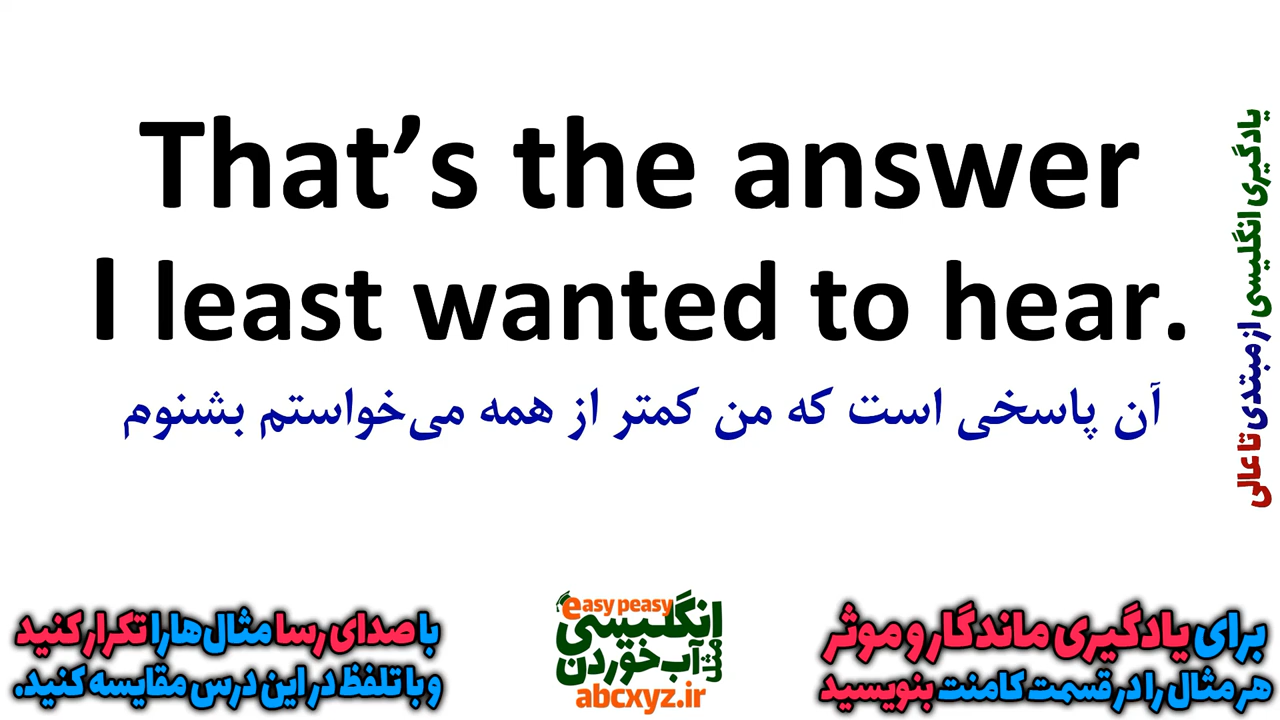 That's the answer
I least wanted to hear.
آن پاسخی است که من کمتر از همه می‌خواستم بشنوم
یادگیری انگلیسی از مبتدی تا عالی
برای یادگیری ماندگار و موثر
هر مثال را در قسمت کامنت بنویسید
easy peasy
انگلیسی
مثل آب خوردن
abcxyz.ir
با صدای رسا مثال‌ها را تکرار کنید
و با تلفظ در این درس مقایسه کنید.